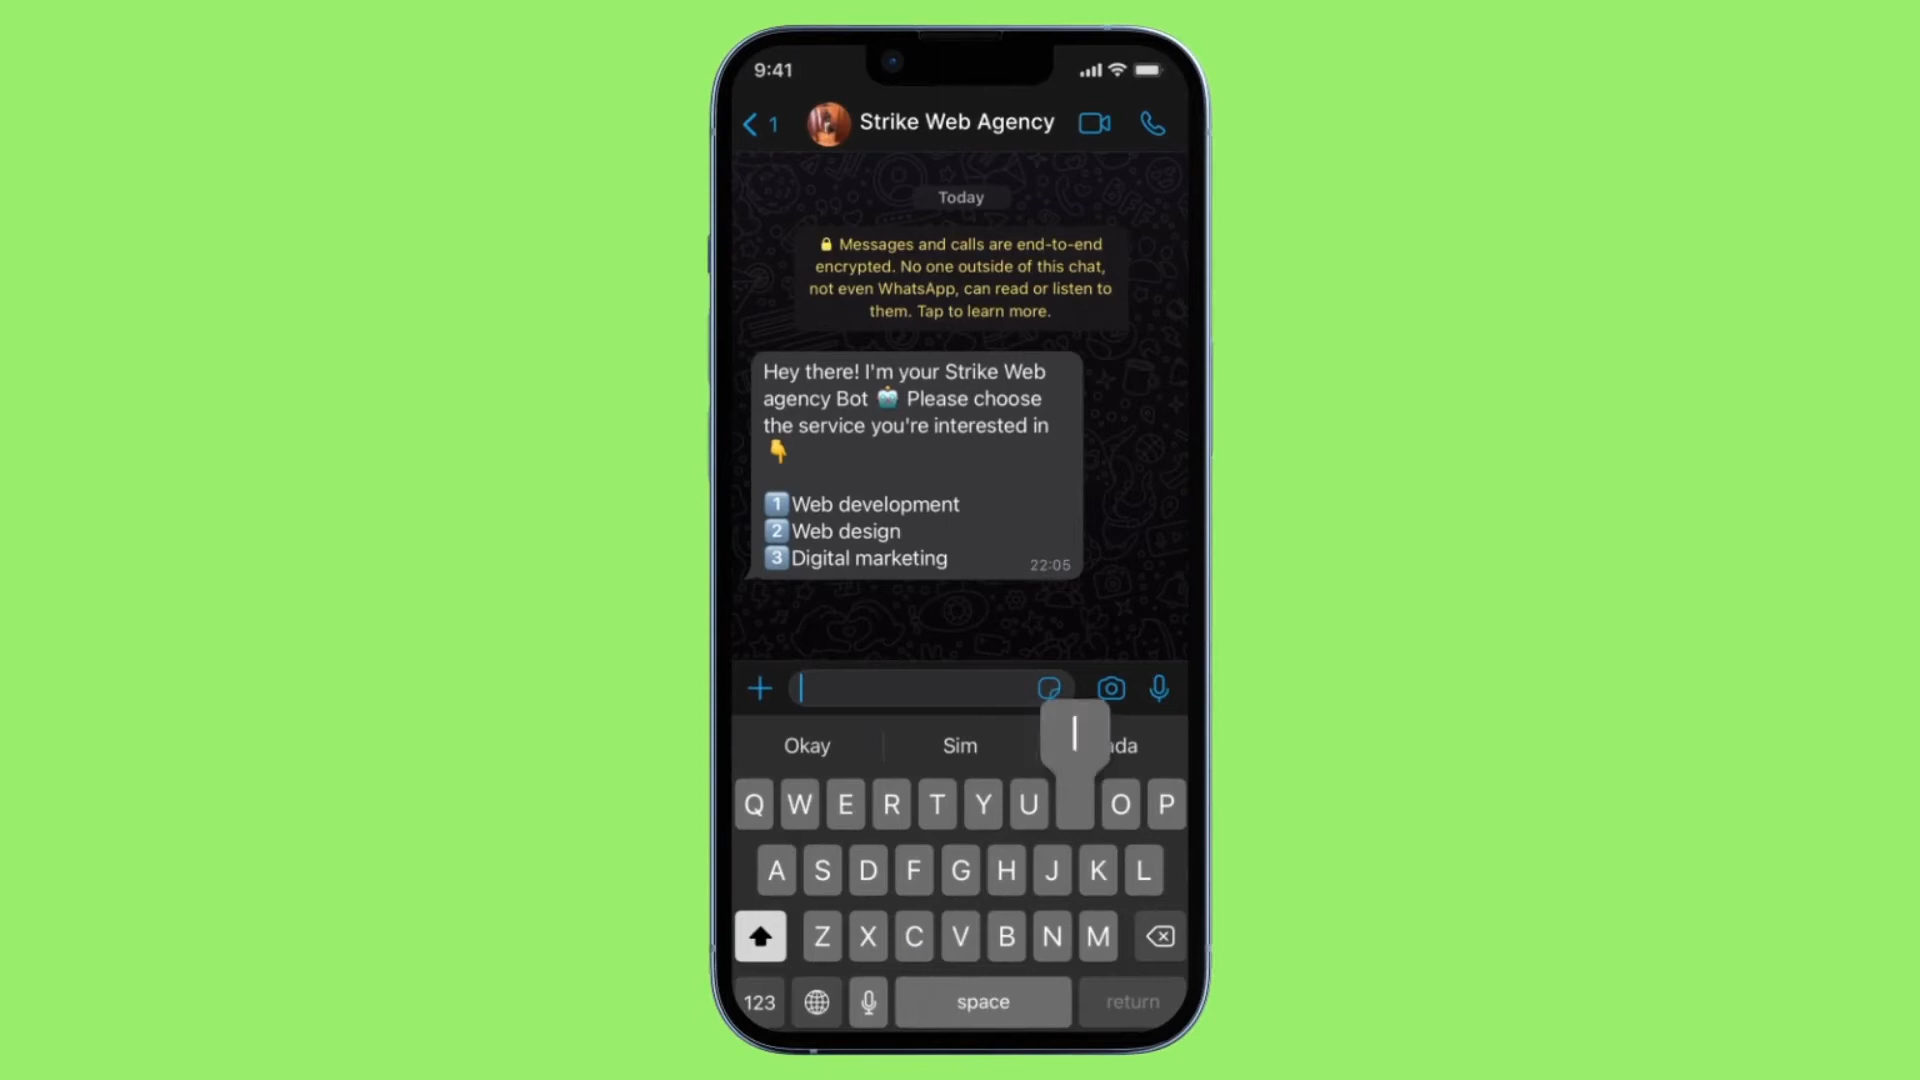 9:41
1 Strike Web Agency
Today
🔒 Messages and calls are end-to-end
encrypted. No one outside of this chat,
not even WhatsApp, can read or listen to
them. Tap to learn more.
Hey there! I'm your Strike Web
agency Bot 🤖 Please choose
the service you're interested in
👇
1️⃣Web development
2️⃣Web design
3️⃣Digital marketing
22:05
Okay Sim
I
Q W E R T Y U O P
A S D F G H J K L
Z X C V B N M
123 space return